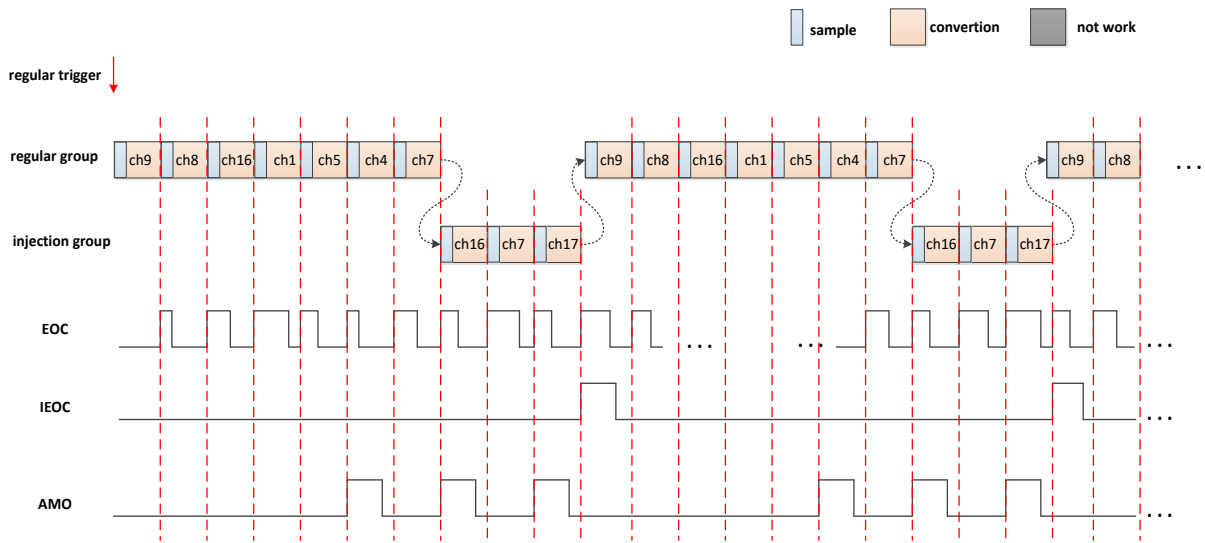 sample convertion not work
regular trigger
regular group ch9 ch8 ch16 ch1 ch5 ch4 ch7 ch9 ch8 ch16 ch1 ch5 ch4 ch7 ch9 ch8 ...
injection group ch16 ch7 ch17 ch16 ch7 ch17
EOC ... ... ...
IEOC ...
AMO ...